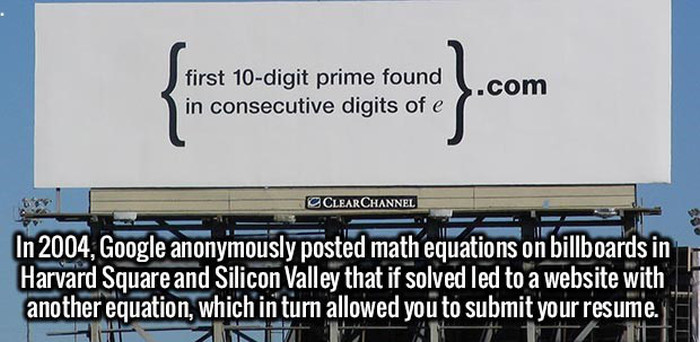 first 10-digit prime found
in consecutive digits of e
.com
CLEARCHANNEL
In 2004, Google anonymously posted math equations on billboards in
Harvard Square and Silicon Valley that if solved led to a website with
another equation, which in turn allowed you to submit your resume.